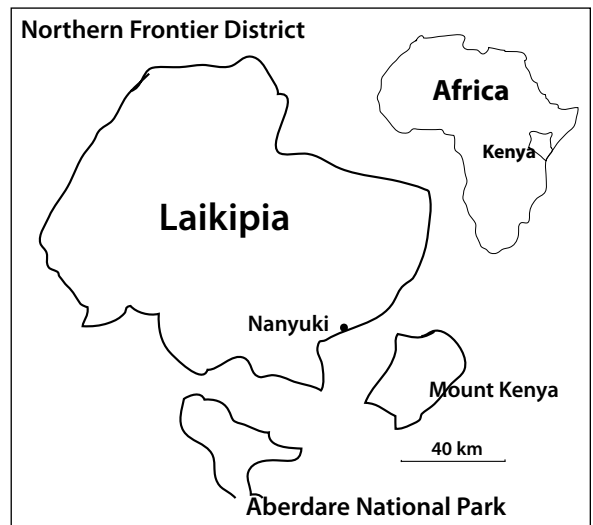 Northern Frontier District
Africa
Kenya
Laikipia
Nanyuki
Mount Kenya
40 km
Aberdare National Park